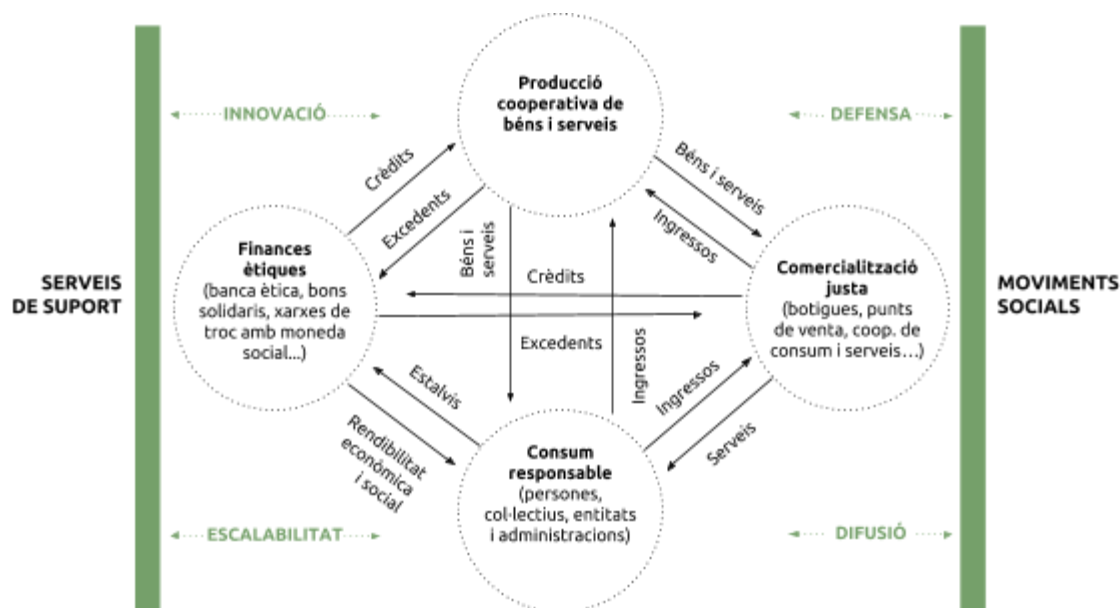 Producció
cooperativa de
béns i serveis
INNOVACIÓ
DEFENSA
Crèdits
Excedents
Béns i
serveis
Béns i serveis
Ingressos
SERVEIS
DE SUPORT
Finances
ètiques
(banca ètica, bons
solidaris, xarxes de
troc amb moneda
social...)
Crèdits
Excedents
Ingressos
Comercialització
justa
(botigues, punts
de venta, coop. de
consum i serveis...)
MOVIMENTS
SOCIALS
Estalvis
Rendibilitat
econòmica
i social
Ingressos
Serveis
Consum
responsable
(persones,
col·lectius, entitats
i administracions)
ESCALABILITAT
DIFUSIÓ